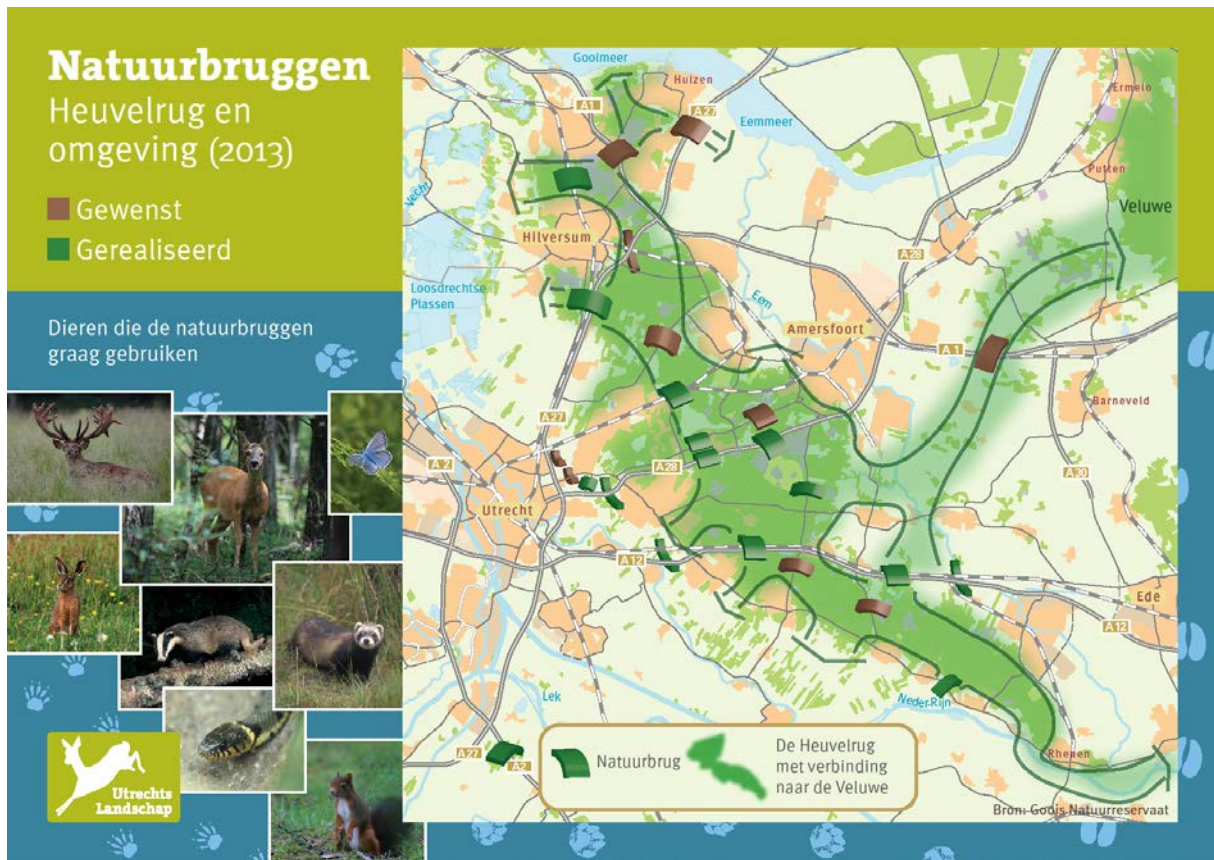 Natuurbruggen
Heuvelrug en
omgeving (2013)
Gewenst
Gerealiseerd
Dieren die de natuurbruggen
graag gebruiken
Utrechts
Landschap
Gooimeer
Huizen
A1
A27
Eemmeer
Ermelo
Putten
Veluwe
Vecht
Hilversum
A28
Loosdrechtse
Plassen
Eem
Amersfoort
A1
Barneveld
A27
A2
A28
A30
Utrecht
A12
Ede
A12
Lek
Neder-Rijn
Rhenen
A27
A2
Natuurbrug
De Heuvelrug
met verbinding
naar de Veluwe
Bron: Goois Natuurreservaat